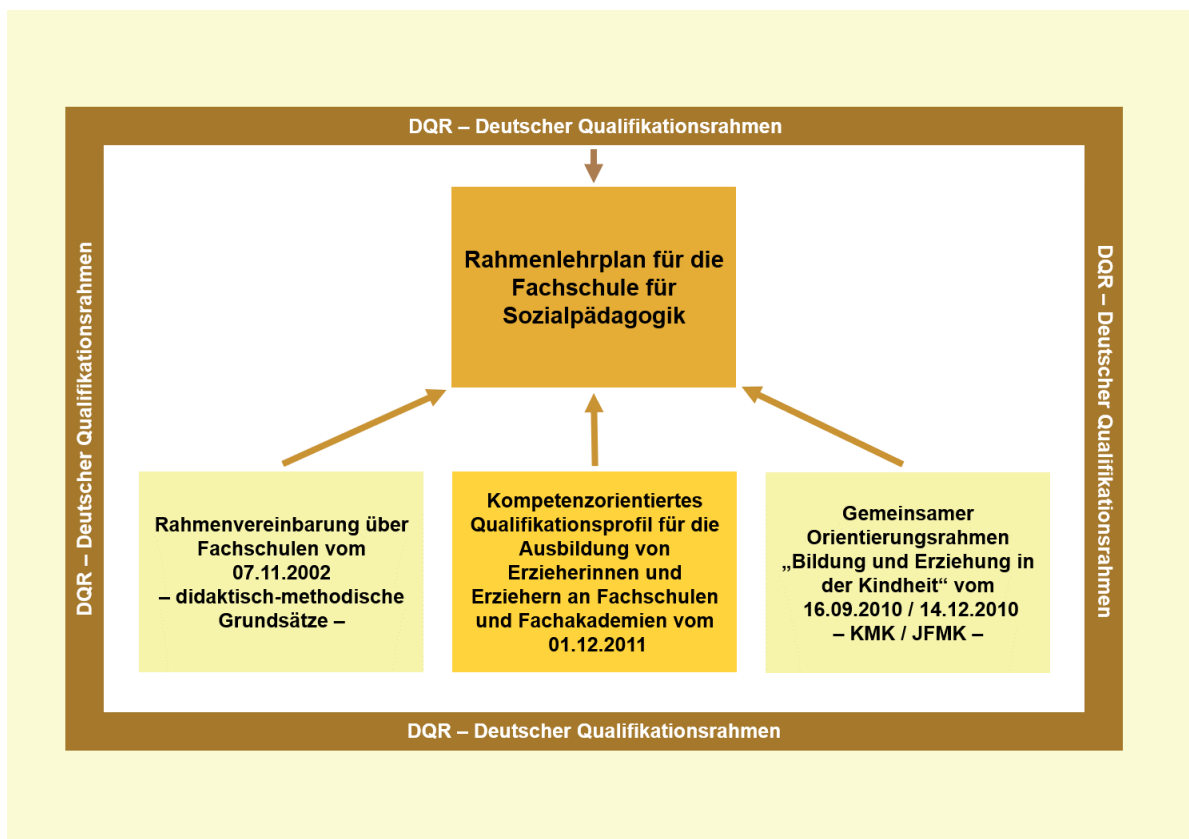 DQR – Deutscher Qualifikationsrahmen
DQR – Deutscher Qualifikationsrahmen
DQR – Deutscher Qualifikationsrahmen
Rahmenlehrplan für die
Fachschule für
Sozialpädagogik
Rahmenvereinbarung über
Fachschulen vom
07.11.2002
– didaktisch-methodische
Grundsätze –
Kompetenzorientiertes
Qualifikationsprofil für die
Ausbildung von
Erzieherinnen und
Erziehern an Fachschulen
und Fachakademien vom
01.12.2011
Gemeinsamer
Orientierungsrahmen
„Bildung und Erziehung in
der Kindheit“ vom
16.09.2010 / 14.12.2010
– KMK / JFMK –
DQR – Deutscher Qualifikationsrahmen